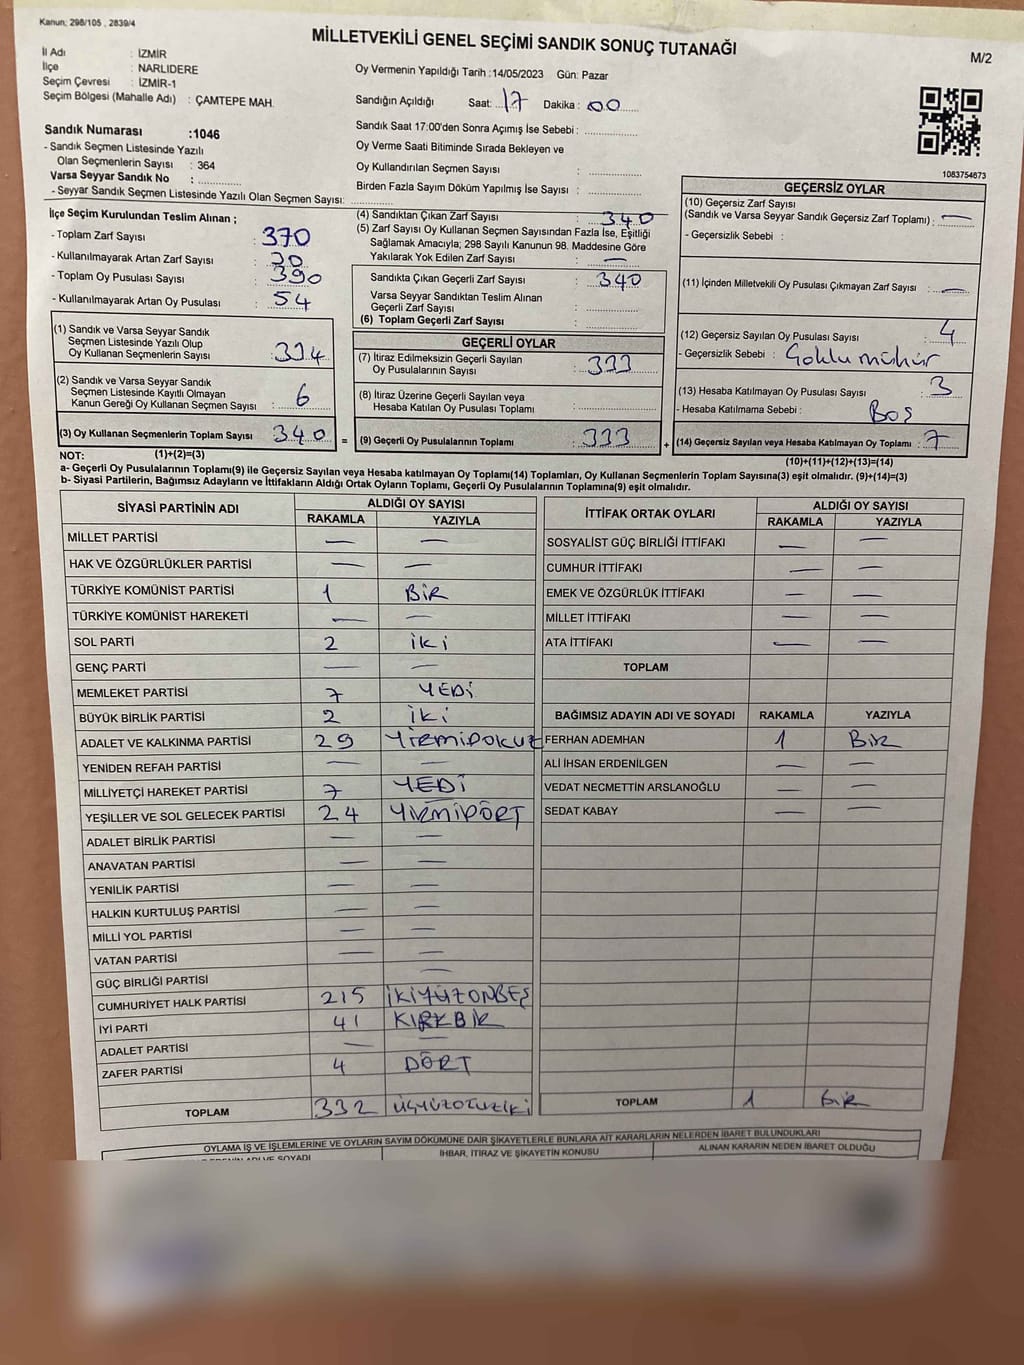 Kanun: 298/105 , 2839/4
MİLLETVEKİLİ GENEL SEÇİMİ SANDIK SONUÇ TUTANAĞI
M/2
İl Adı : İZMİR
İlçe : NARLIDERE
Seçim Çevresi : İZMİR-1
Seçim Bölgesi (Mahalle Adı) : ÇAMTEPE MAH.
Oy Vermenin Yapıldığı Tarih :14/05/2023 Gün: Pazar
Sandığın Açıldığı Saat: 17 Dakika : 00
Sandık Saat 17:00'den Sonra Açımış İse Sebebi :
Oy Verme Saati Bitiminde Sırada Bekleyen ve
Oy Kullandırılan Seçmen Sayısı :
Birden Fazla Sayım Döküm Yapılmış İse Sayısı :
Sandık Numarası :1046
- Sandık Seçmen Listesinde Yazılı
Olan Seçmenlerin Sayısı : 364
Varsa Seyyar Sandık No :
- Seyyar Sandık Seçmen Listesinde Yazılı Olan Seçmen Sayısı:
1083754873
İlçe Seçim Kurulundan Teslim Alınan ;
- Toplam Zarf Sayısı : 370
- Kullanılmayarak Artan Zarf Sayısı : 30
- Toplam Oy Pusulası Sayısı : 390
- Kullanılmayarak Artan Oy Pusulası : 54
(1) Sandık ve Varsa Seyyar Sandık
Seçmen Listesinde Yazılı Olup
Oy Kullanan Seçmenlerin Sayısı : 334
(2) Sandık ve Varsa Seyyar Sandık
Seçmen Listesinde Kayıtlı Olmayan
Kanun Gereği Oy Kullanan Seçmen Sayısı : 6
(3) Oy Kullanan Seçmenlerin Toplam Sayısı 340 =
(4) Sandıktan Çıkan Zarf Sayısı : 340
(5) Zarf Sayısı Oy Kullanan Seçmen Sayısından Fazla İse, Eşitliği
Sağlamak Amacıyla; 298 Sayılı Kanunun 98. Maddesine Göre
Yakılarak Yok Edilen Zarf Sayısı : —
Sandıkta Çıkan Geçerli Zarf Sayısı : 340
Varsa Seyyar Sandıktan Teslim Alınan
Geçerli Zarf Sayısı :
(6) Toplam Geçerli Zarf Sayısı :
GEÇERLİ OYLAR
(7) İtiraz Edilmeksizin Geçerli Sayılan
Oy Pusulalarının Sayısı : 333
(8) İtiraz Üzerine Geçerli Sayılan veya
Hesaba Katılan Oy Pusulası Toplamı :
(9) Geçerli Oy Pusulalarının Toplamı : 333 +
GEÇERSİZ OYLAR
(10) Geçersiz Zarf Sayısı
(Sandık ve Varsa Seyyar Sandık Geçersiz Zarf Toplamı) : —
- Geçersizlik Sebebi :
(11) İçinden Milletvekili Oy Pusulası Çıkmayan Zarf Sayısı : —
(12) Geçersiz Sayılan Oy Pusulası Sayısı : 4
- Geçersizlik Sebebi : Çoklu mühür
(13) Hesaba Katılmayan Oy Pusulası Sayısı : 3
- Hesaba Katılmama Sebebi : BoŞ
(14) Geçersiz Sayılan veya Hesaba Katılmayan Oy Toplamı : 7
NOT: (1)+(2)=(3)
(10)+(11)+(12)+(13)=(14)
a- Geçerli Oy Pusulalarının Toplamı(9) ile Geçersiz Sayılan veya Hesaba katılmayan Oy Toplamı(14) Toplamları, Oy Kullanan Seçmenlerin Toplam Sayısına(3) eşit olmalıdır. (9)+(14)=(3)
b- Siyasi Partilerin, Bağımsız Adayların ve İttifakların Aldığı Ortak Oyların Toplamı, Geçerli Oy Pusulalarının Toplamına(9) eşit olmalıdır.
SİYASİ PARTİNİN ADI ALDIĞI OY SAYISI
RAKAMLA YAZIYLA
MİLLET PARTİSİ — —
HAK VE ÖZGÜRLÜKLER PARTİSİ — —
TÜRKİYE KOMÜNİST PARTİSİ 1 BİR
TÜRKİYE KOMÜNİST HAREKETİ — —
SOL PARTİ 2 iki
GENÇ PARTİ — —
MEMLEKET PARTİSİ 7 YEDİ
BÜYÜK BİRLİK PARTİSİ 2 iki
ADALET VE KALKINMA PARTİSİ 29 YİRMİDOKUZ
YENİDEN REFAH PARTİSİ — —
MİLLİYETÇİ HAREKET PARTİSİ 7 YEDİ
YEŞİLLER VE SOL GELECEK PARTİSİ 24 YİRMİDÖRT
ADALET BİRLİK PARTİSİ — —
ANAVATAN PARTİSİ — —
YENİLİK PARTİSİ — —
HALKIN KURTULUŞ PARTİSİ — —
MİLLİ YOL PARTİSİ — —
VATAN PARTİSİ — —
GÜÇ BİRLİĞİ PARTİSİ —
CUMHURİYET HALK PARTİSİ 215 İKİYÜZONBEŞ
İYİ PARTİ 41 KIRKBİR
ADALET PARTİSİ — —
ZAFER PARTİSİ 4 DÖRT
TOPLAM 332 ÜÇYÜZOTUZİKİ
İTTİFAK ORTAK OYLARI ALDIĞI OY SAYISI
RAKAMLA YAZIYLA
SOSYALİST GÜÇ BİRLİĞİ İTTİFAKI — —
CUMHUR İTTİFAKI — —
EMEK VE ÖZGÜRLÜK İTTİFAKI — —
MİLLET İTTİFAKI — —
ATA İTTİFAKI — —
TOPLAM
BAĞIMSIZ ADAYIN ADI VE SOYADI RAKAMLA YAZIYLA
FERHAN ADEMHAN 1 BİR
ALİ İHSAN ERDENİLGEN — —
VEDAT NECMETTİN ARSLANOĞLU — —
SEDAT KABAY — —
TOPLAM 1 BİR
OYLAMA İŞ VE İŞLEMLERİNE VE OYLARIN SAYIM DÖKÜMÜNE DAİR ŞİKAYETLERLE BUNLARA AİT KARARLARIN NELERDEN İBARET BULUNDUKLARI
VE SOYADI İHBAR, İTİRAZ VE ŞİKAYETİN KONUSU ALINAN KARARIN NEDEN İBARET OLDUĞU